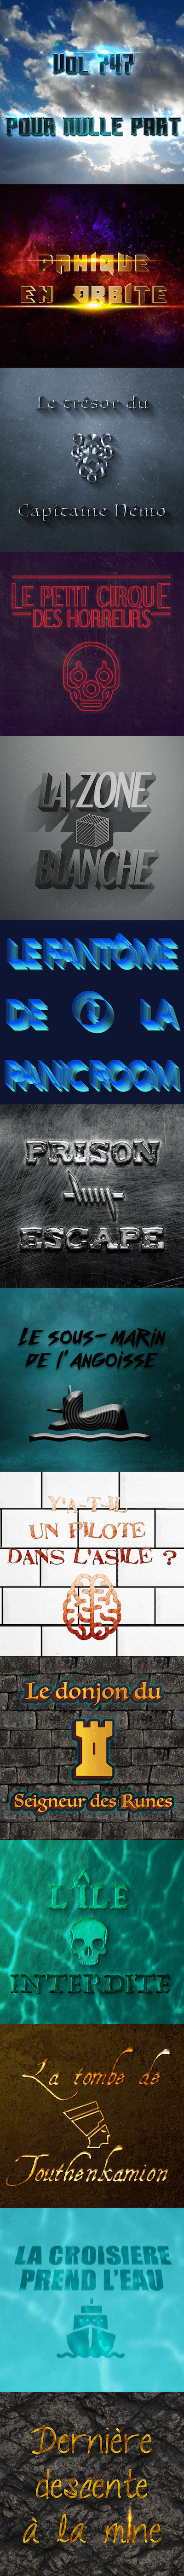 VOL 747
POUR NULLE PART
PANIQUE
EN ORBITE
Le trésor du
Capitaine Némo
LE PETIT CIRQUE
DES HORREURS
LA ZONE
BLANCHE
LE FANTÔME
DE LA
PANIC ROOM
PRISON
ESCAPE
LE SOUS-MARIN
DE l'ANGOISSE
Y'A-T-IL
UN PILOTE
DANS L'ASILE ?
Le donjon du
Seigneur des Runes
L'ÎLE
INTERDITE
La tombe de
Touthenkamion
LA CROISIERE
PREND L'EAU
Dernière
descente
à la mine